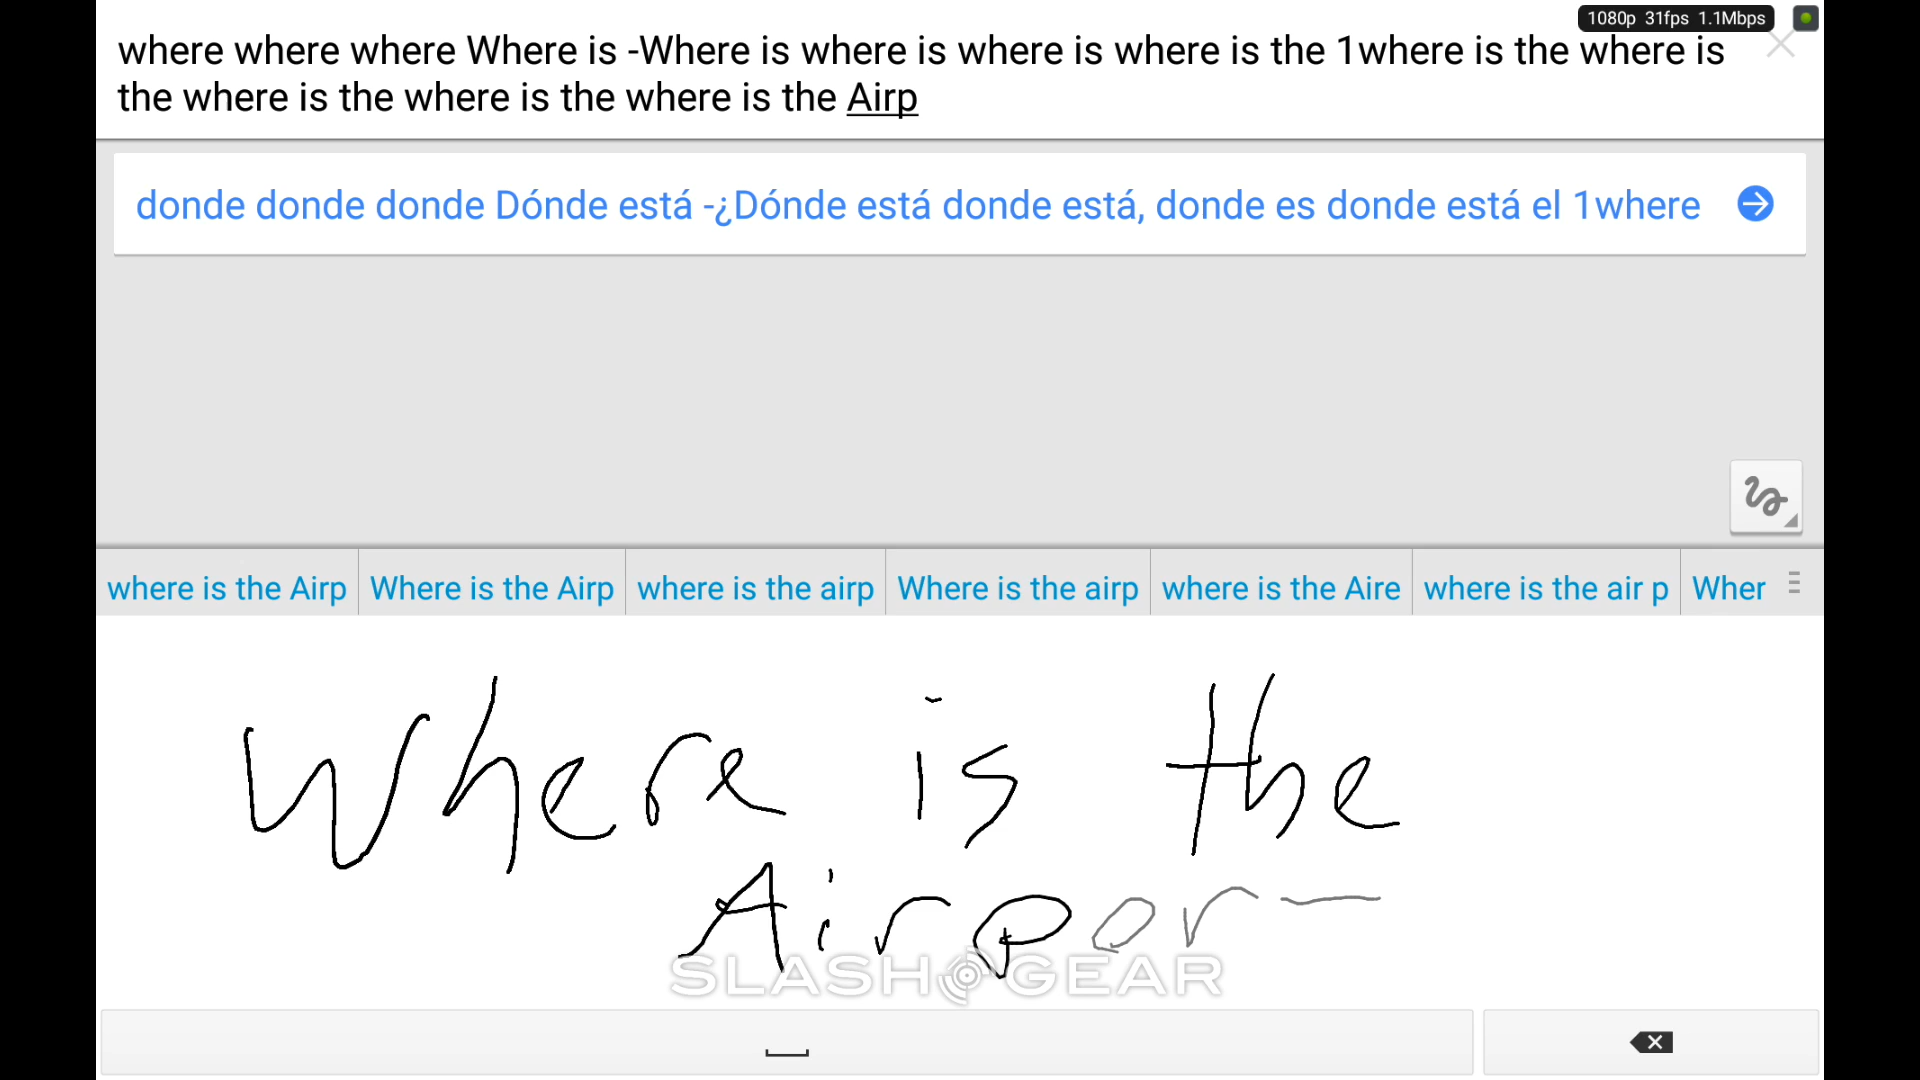 1080p 31fps 1.1Mbps
where where where Where is -Where is where is where is where is the 1where is the where is
the where is the where is the where is the Airp
donde donde donde Dónde está -¿Dónde está donde está, donde es donde está el 1where
where is the Airp Where is the Airp where is the airp Where is the airp where is the Aire where is the air p Wher
Where is the
Airpor
SLASHGEAR